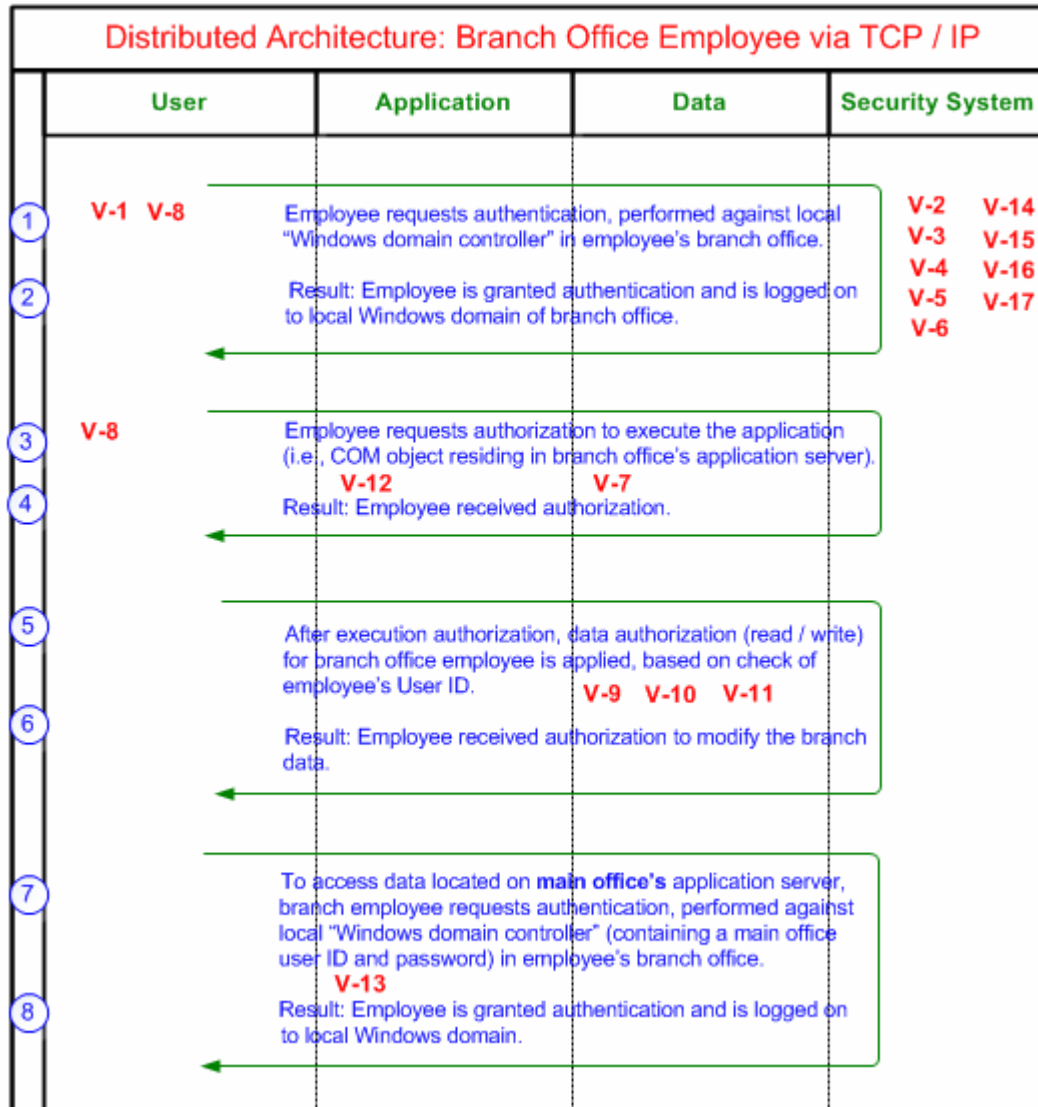 Distributed Architecture: Branch Office Employee via TCP / IP
User Application Data Security System
1
V-1 V-8
Employee requests authentication, performed against local
“Windows domain controller” in employee's branch office.
V-2 V-14
V-3 V-15
V-4 V-16
V-5 V-17
V-6
2
Result: Employee is granted authentication and is logged on
to local Windows domain of branch office.
3
V-8
Employee requests authorization to execute the application
(i.e., COM object residing in branch office's application server).
V-12 V-7
4
Result: Employee received authorization.
5
After execution authorization, data authorization (read / write)
for branch office employee is applied, based on check of
employee's User ID.
V-9 V-10 V-11
6
Result: Employee received authorization to modify the branch
data.
7
To access data located on main office's application server,
branch employee requests authentication, performed against
local “Windows domain controller” (containing a main office
user ID and password) in employee's branch office.
V-13
8
Result: Employee is granted authentication and is logged on
to local Windows domain.